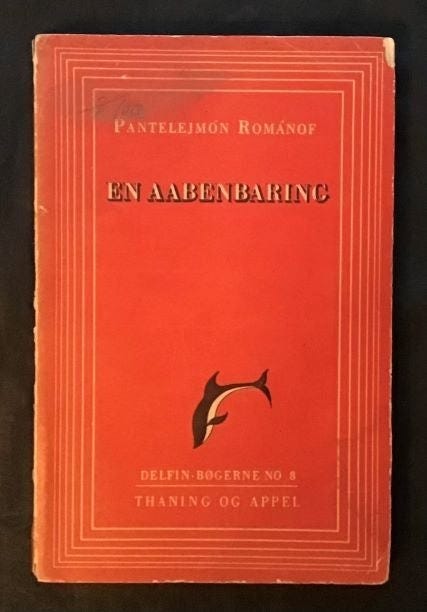 PANTELEJMÓN ROMÁNOF
EN AABENBARING
DELFIN-BØGERNE NO 8
THANING OG APPEL